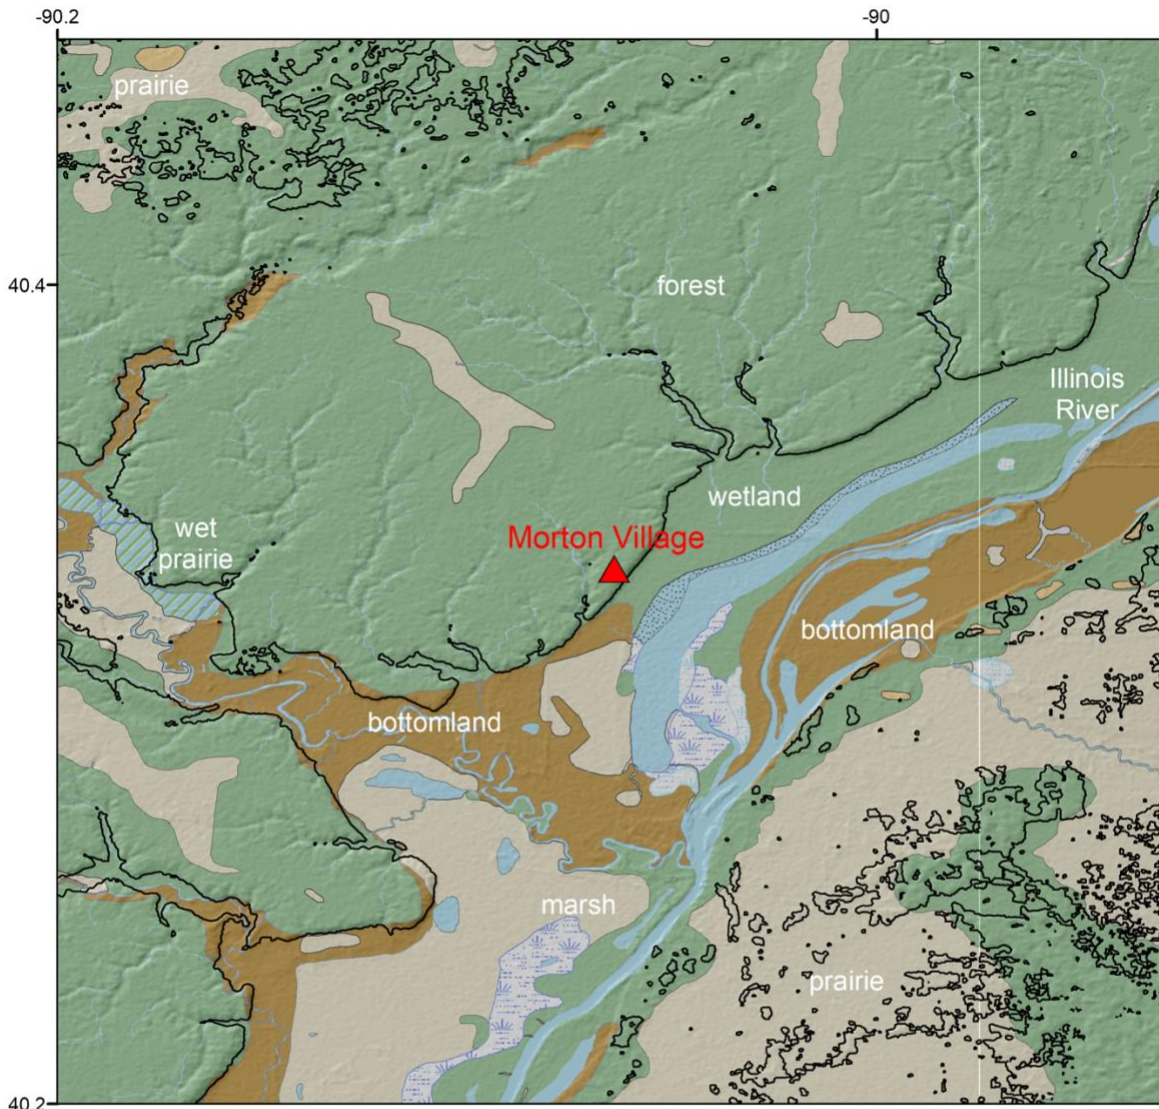 -90.2
-90
prairie
40.4
forest
Illinois
River
wetland
wet
prairie
Morton Village
bottomland
bottomland
marsh
prairie
40.2